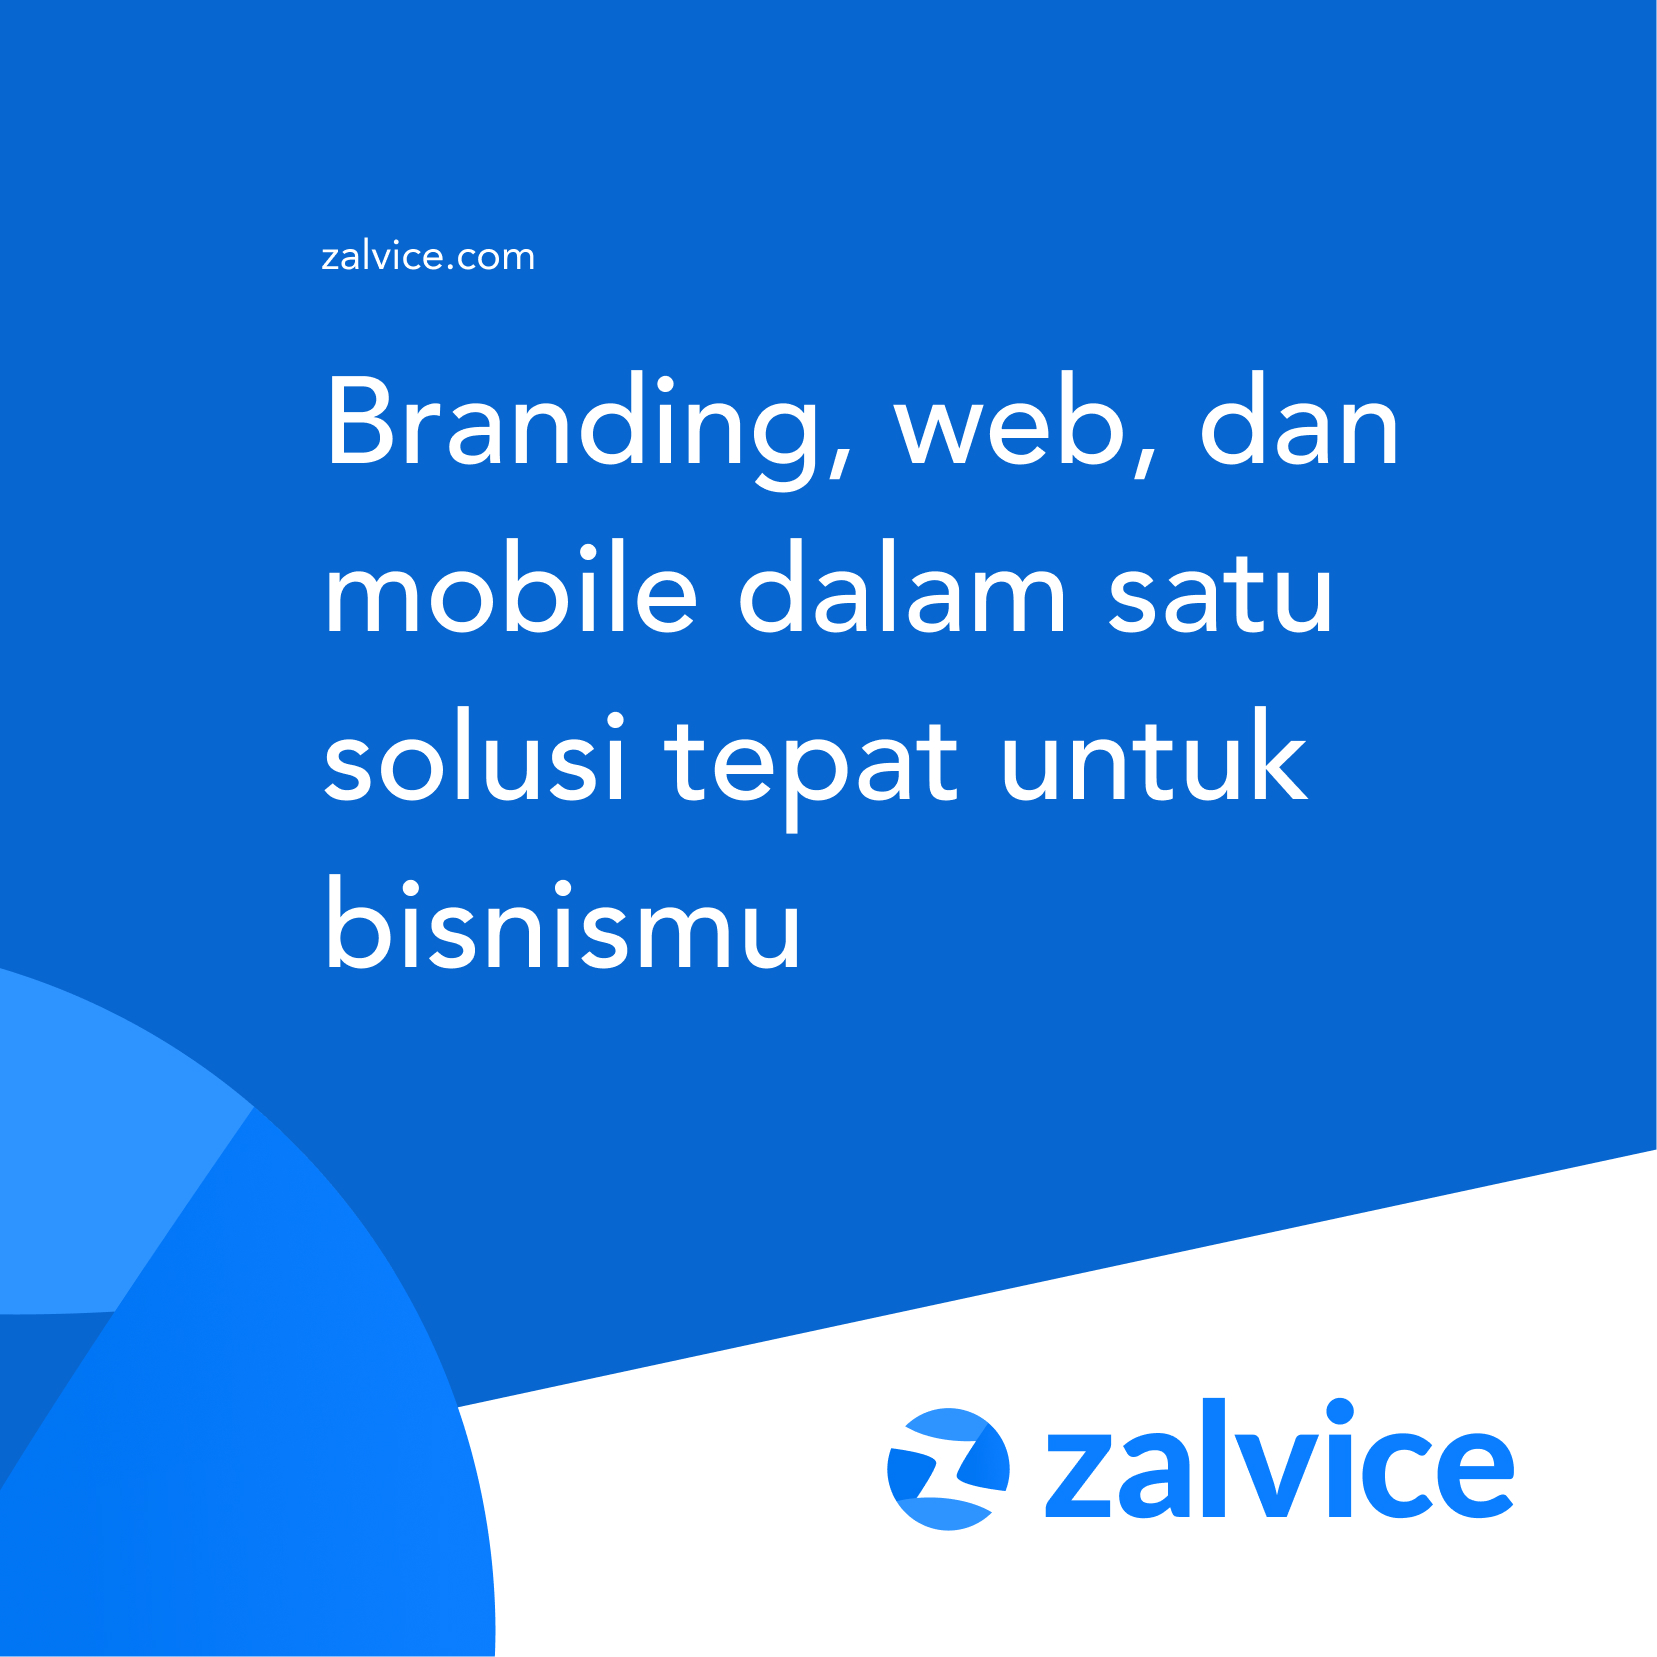 zalvice.com
Branding, web, dan
mobile dalam satu
solusi tepat untuk
bisnismu
zalvice